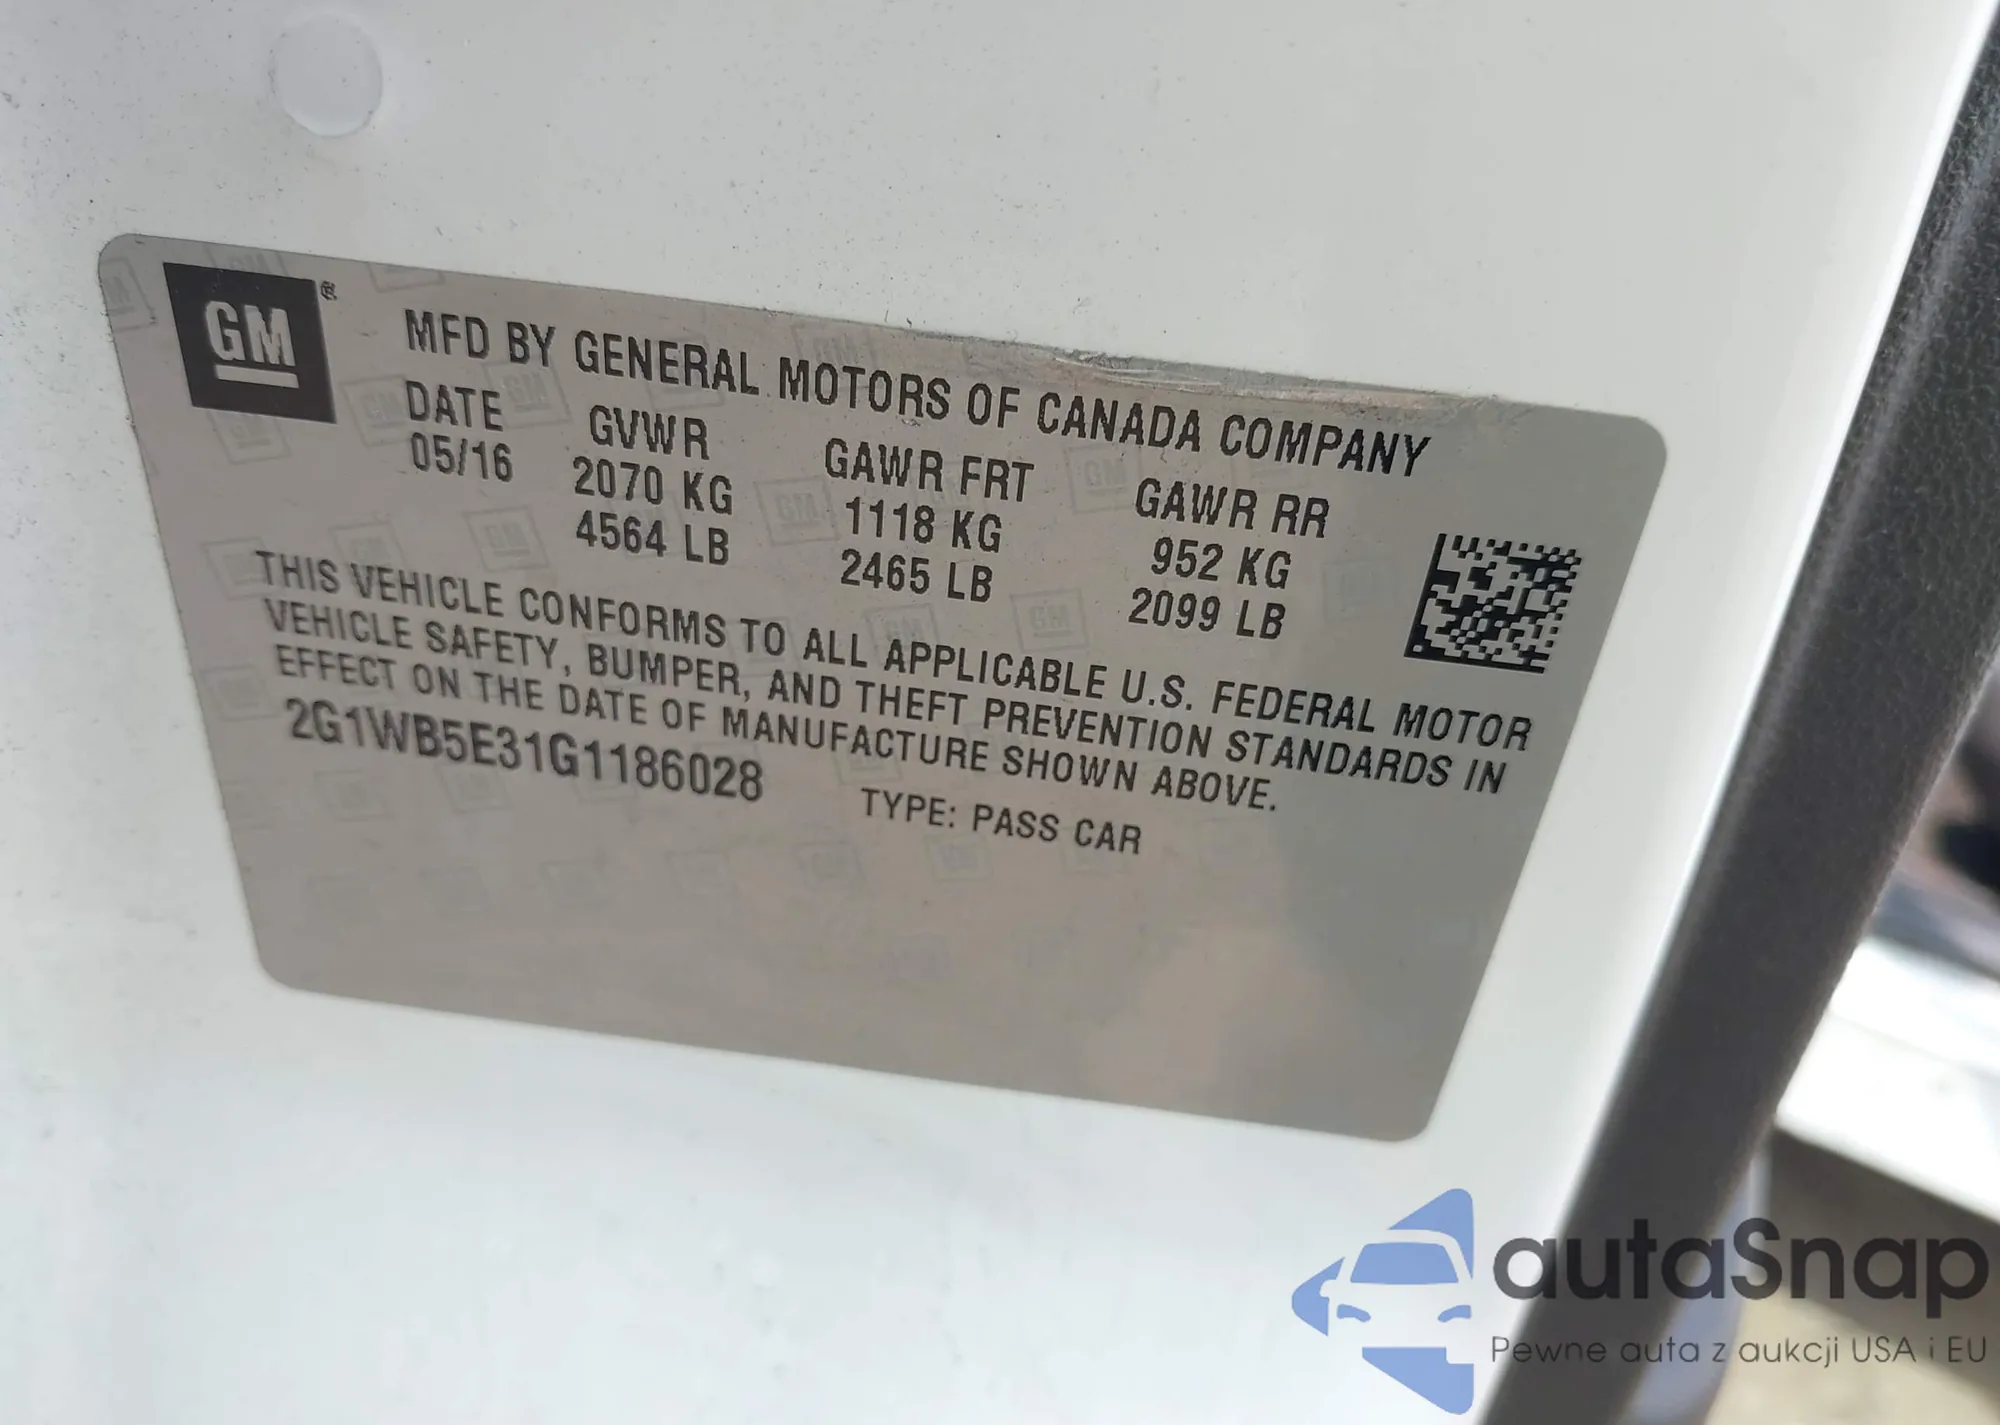 GM®
MFD BY GENERAL MOTORS OF CANADA COMPANY
DATE GVWR GAWR FRT GAWR RR
05/16 2070 KG 1118 KG 952 KG
4564 LB 2465 LB 2099 LB
THIS VEHICLE CONFORMS TO ALL APPLICABLE U.S. FEDERAL MOTOR
VEHICLE SAFETY, BUMPER, AND THEFT PREVENTION STANDARDS IN
EFFECT ON THE DATE OF MANUFACTURE SHOWN ABOVE.
2G1WB5E31G1186028 TYPE: PASS CAR
autaSnap
Pewne auta z aukcji USA i EU